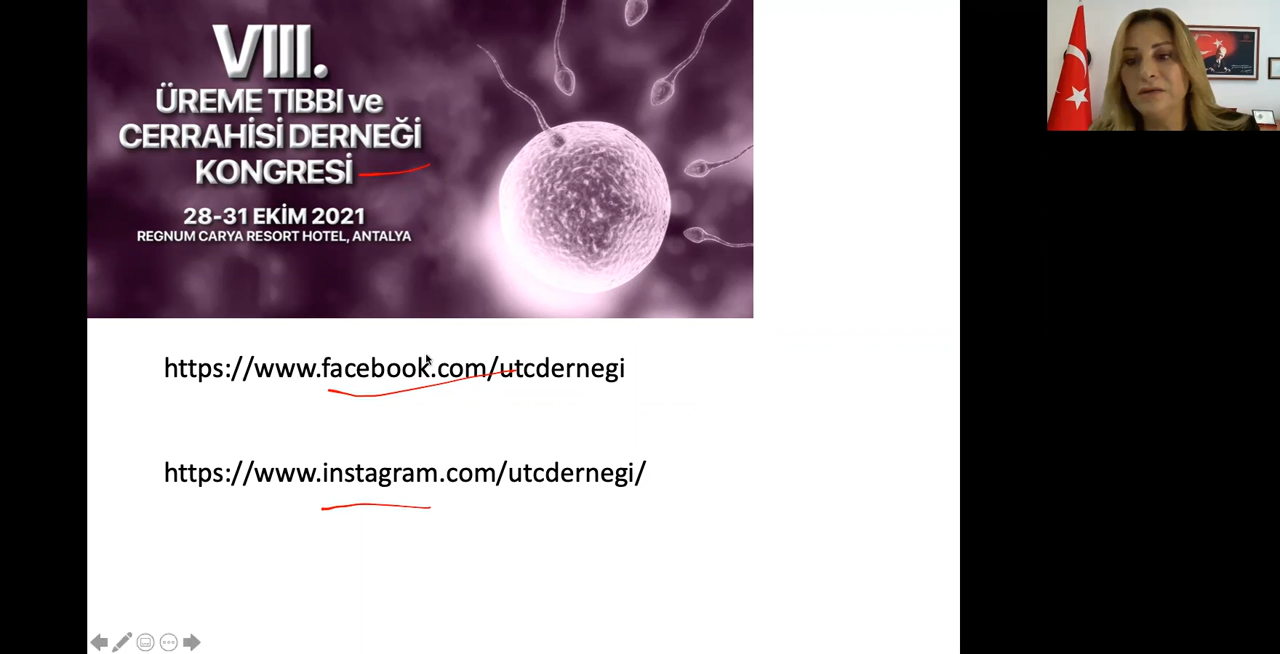 VIII.
ÜREME TIBBI ve
CERRAHİSİ DERNEĞİ
KONGRESİ
28-31 EKİM 2021
REGNUM CARYA RESORT HOTEL, ANTALYA
https://www.facebook.com/utcdernegi
https://www.instagram.com/utcdernegi/